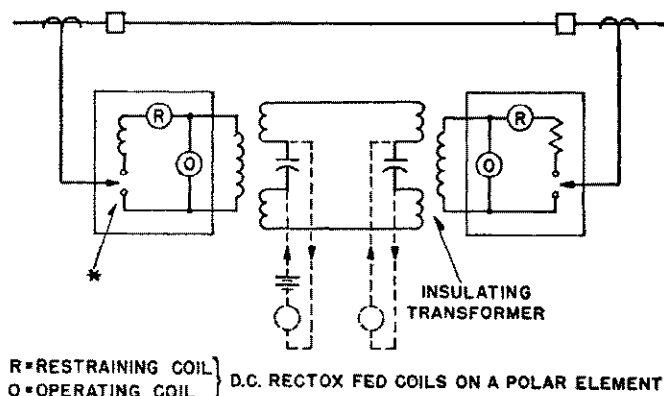 R
O
R
O
*
INSULATING
TRANSFORMER
R=RESTRAINING COIL
O=OPERATING COIL } D.C. RECTOX FED COILS ON A POLAR ELEMENT